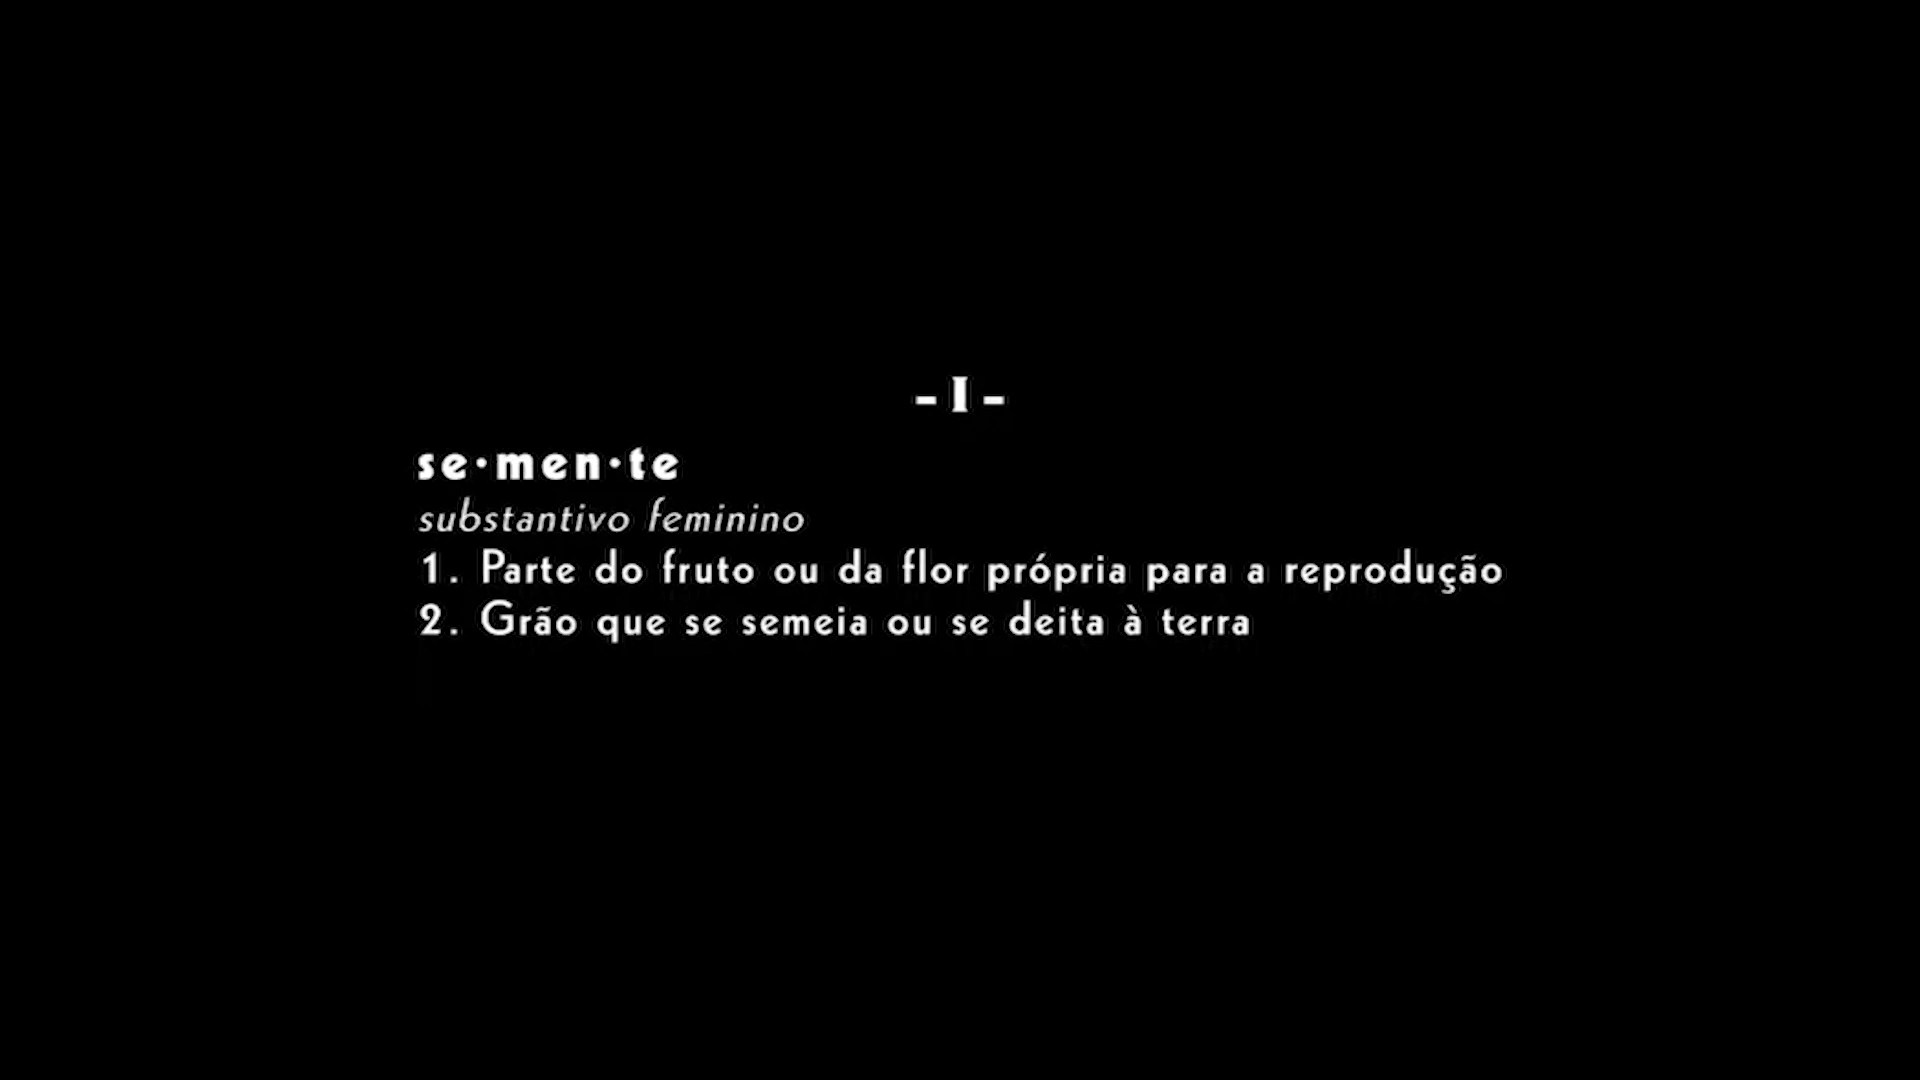 - I -
se·men·te
substantivo feminino
1. Parte do fruto ou da flor própria para a reprodução
2. Grão que se semeia ou se deita à terra